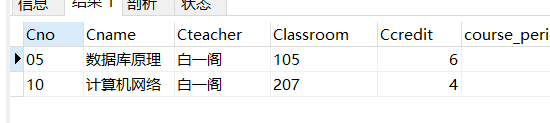 信息 结果 1 剖析 状态
Cno Cname Cteacher Classroom Ccredit course_peri
05 数据库原理 白一阁 105 6
10 计算机网络 白一阁 207 4